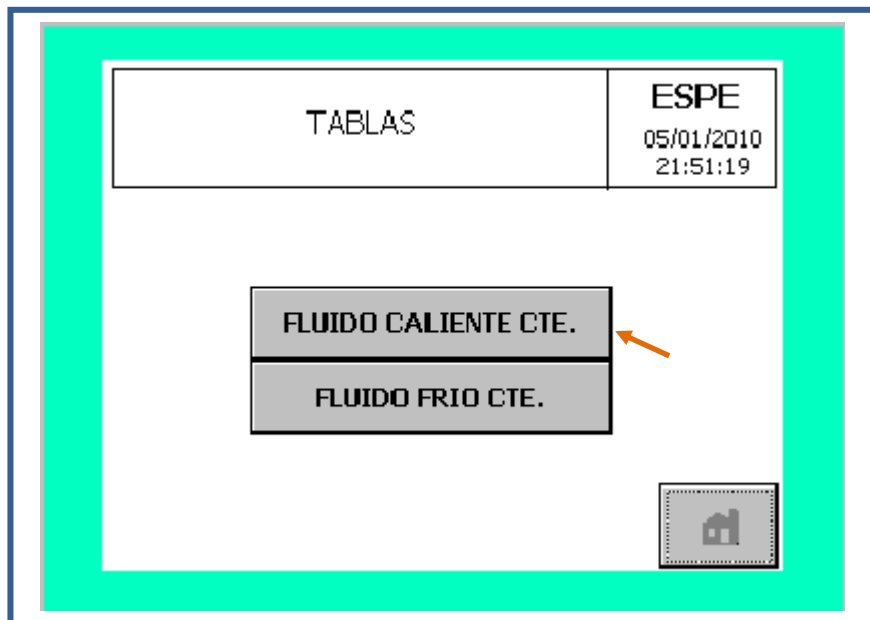 TABLAS
ESPE
05/01/2010
21:51:19
FLUIDO CALIENTE CTE.
FLUIDO FRIO CTE.